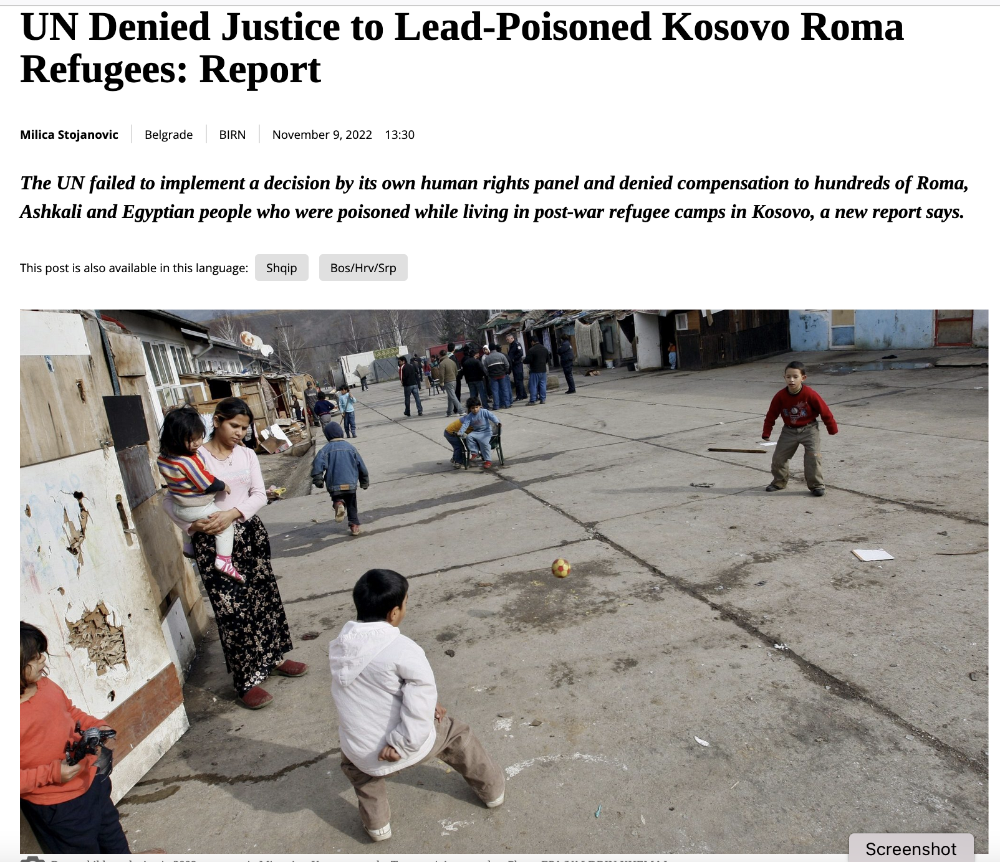 UN Denied Justice to Lead-Poisoned Kosovo Roma
Refugees: Report
Milica Stojanovic Belgrade BIRN November 9, 2022 13:30
The UN failed to implement a decision by its own human rights panel and denied compensation to hundreds of Roma,
Ashkali and Egyptian people who were poisoned while living in post-war refugee camps in Kosovo, a new report says.
This post is also available in this language: Shqip Bos/Hrv/Srp
Screenshot